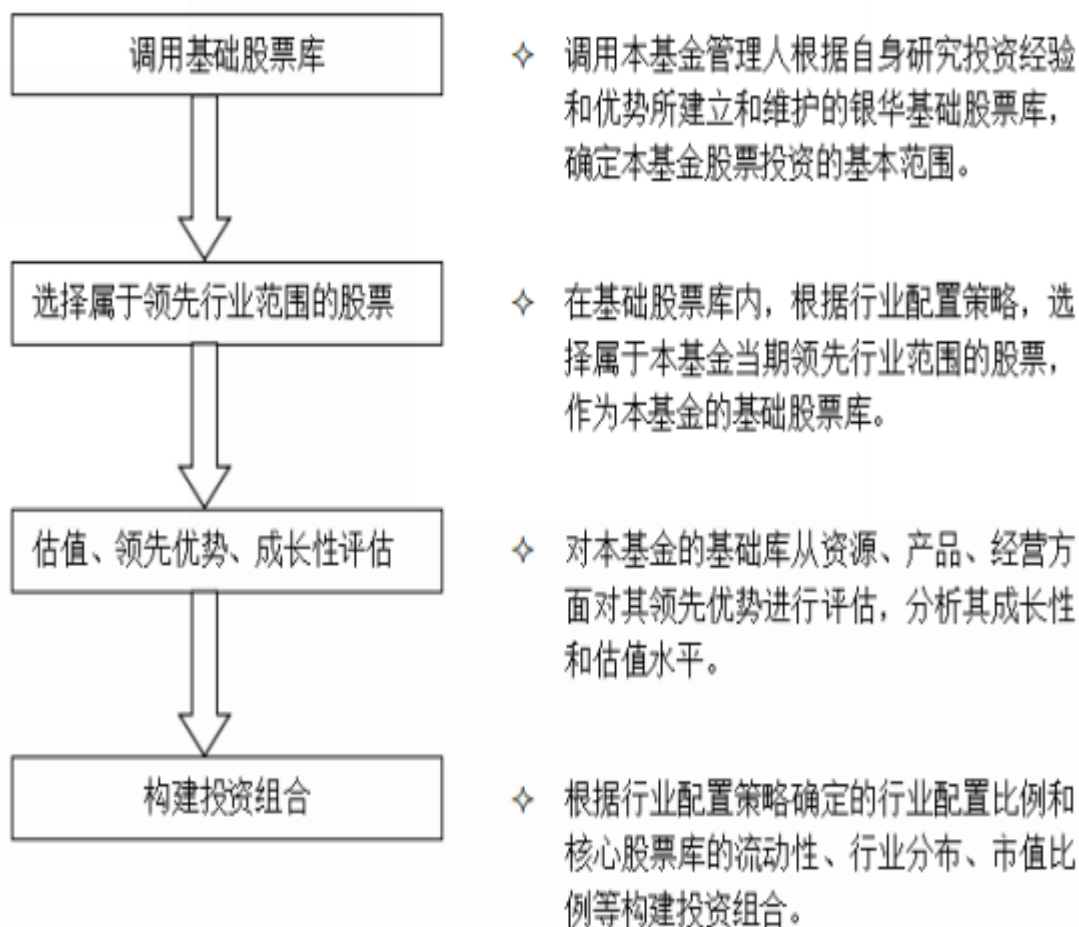 调用基础股票库
✧ 调用本基金管理人根据自身研究投资经验
和优势所建立和维护的银华基础股票库，
确定本基金股票投资的基本范围。
选择属于领先行业范围的股票
✧ 在基础股票库内，根据行业配置策略，选
择属于本基金当期领先行业范围的股票，
作为本基金的基础股票库。
估值、领先优势、成长性评估
✧ 对本基金的基础库从资源、产品、经营方
面对其领先优势进行评估，分析其成长性
和估值水平。
构建投资组合
✧ 根据行业配置策略确定的行业配置比例和
核心股票库的流动性、行业分布、市值比
例等构建投资组合。